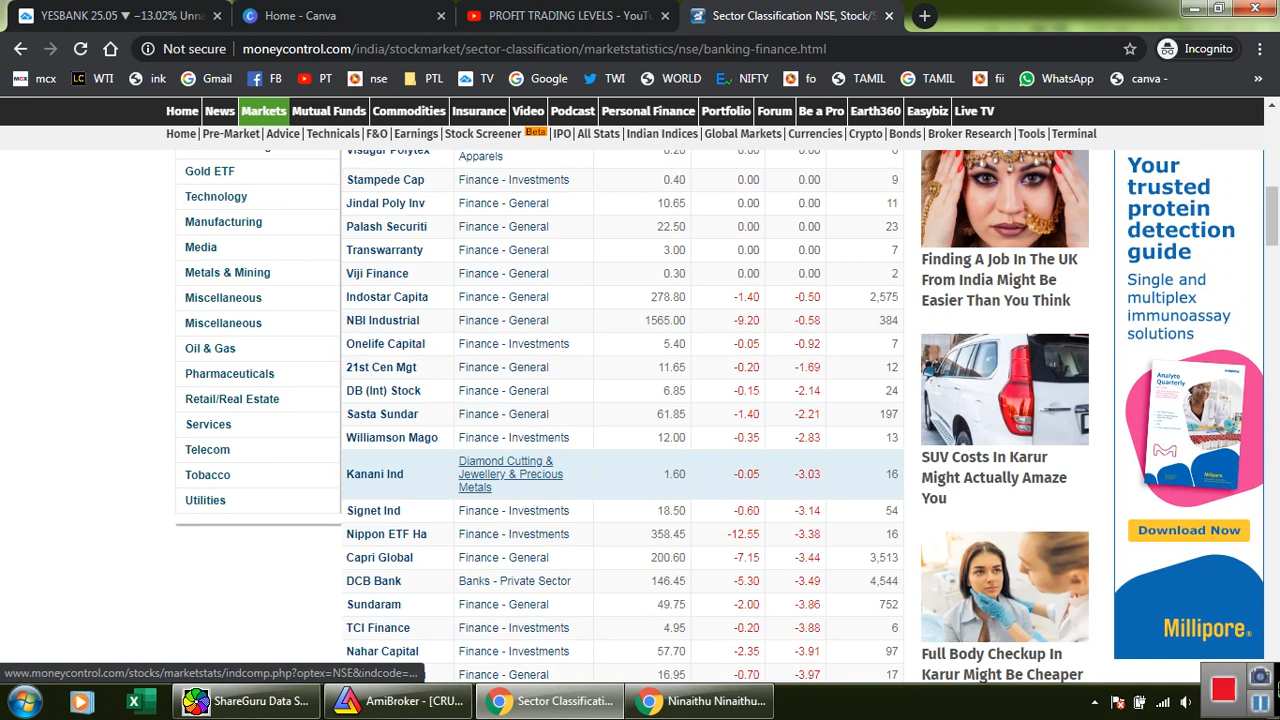 YESBANK 25.05 ▼ −13.02% Unna
Home - Canva
PROFIT TRADING LEVELS - YouTu
Sector Classification NSE, Stock/S
Not secure
moneycontrol.com/india/stockmarket/sector-classification/marketstatistics/nse/banking-finance.html
Incognito
mcx WTI ink Gmail FB PT nse PTL TV Google TWI WORLD NIFTY fo TAMIL TAMIL fii WhatsApp canva - »
Home News Markets Mutual Funds Commodities Insurance Video Podcast Personal Finance Portfolio Forum Be a Pro Earth360 Easybiz Live TV
Home | Pre-Market | Advice | Technicals | F&O | Earnings | Stock Screener Beta | IPO | All Stats | Indian Indices | Global Markets | Currencies | Crypto | Bonds | Broker Research | Tools | Terminal
Gold ETF
Technology
Manufacturing
Media
Metals & Mining
Miscellaneous
Miscellaneous
Oil & Gas
Pharmaceuticals
Retail/Real Estate
Services
Telecom
Tobacco
Utilities
Visagar Polytex Apparels 0.20 0.00 0.00 6
Stampede Cap Finance - Investments 0.40 0.00 0.00 9
Jindal Poly Inv Finance - General 10.65 0.00 0.00 11
Palash Securiti Finance - General 22.50 0.00 0.00 23
Transwarranty Finance - General 3.00 0.00 0.00 7
Viji Finance Finance - General 0.30 0.00 0.00 2
Indostar Capita Finance - General 278.80 -1.40 -0.50 2,575
NBI Industrial Finance - General 1565.00 -9.20 -0.58 384
Onelife Capital Finance - Investments 5.40 -0.05 -0.92 7
21st Cen Mgt Finance - General 11.65 -0.20 -1.69 12
DB (Int) Stock Finance - Investments 6.85 -0.15 -2.14 24
Sasta Sundar Finance - General 61.85 -1.40 -2.21 197
Williamson Mago Finance - Investments 12.00 -0.35 -2.83 13
Diamond Cutting &
Kanani Ind Jewellery & Precious 1.60 -0.05 -3.03 16
Metals
Signet Ind Finance - Investments 18.50 -0.60 -3.14 54
Nippon ETF Ha Finance - Investments 358.45 -12.55 -3.38 16
Capri Global Finance - General 200.60 -7.15 -3.44 3,513
DCB Bank Banks - Private Sector 146.45 -5.30 -3.49 4,544
Sundaram Finance - General 49.75 -2.00 -3.86 752
TCI Finance Finance - Investments 4.95 -0.20 -3.88 6
Nahar Capital Finance - Investments 57.70 -2.35 -3.91 97
16.95 -0.70 -3.97 17
Finding A Job In The UK
From India Might Be
Easier Than You Think
SUV Costs In Karur
Might Actually Amaze
You
Full Body Checkup In
Karur Might Be Cheaper
Your
trusted
protein
detection
guide
Single and
multiplex
immunoassay
solutions
Analyte
Quarterly
Millipore
Download Now
Millipore®
www.moneycontrol.com/stocks/marketstats/indcomp.php?optex=NSE&indcode=...
ShareGuru Data S...
AmiBroker - [CRU...
Sector Classificati...
Ninaithu Ninaithu...